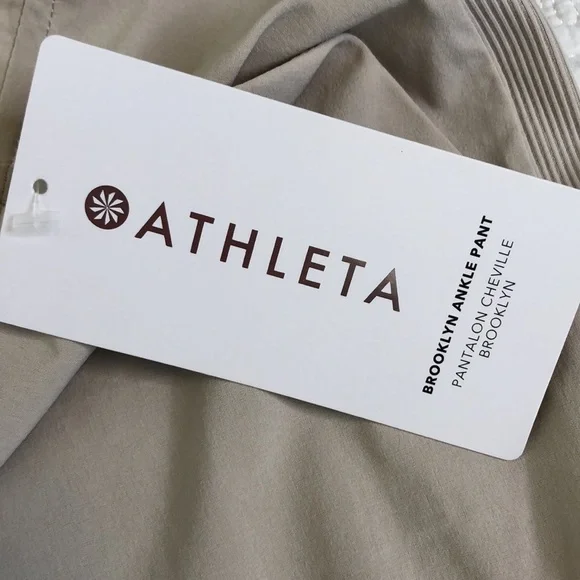 ATHLETA
BROOKLYN ANKLE PANT
PANTALON CHEVILLE
BROOKLYN